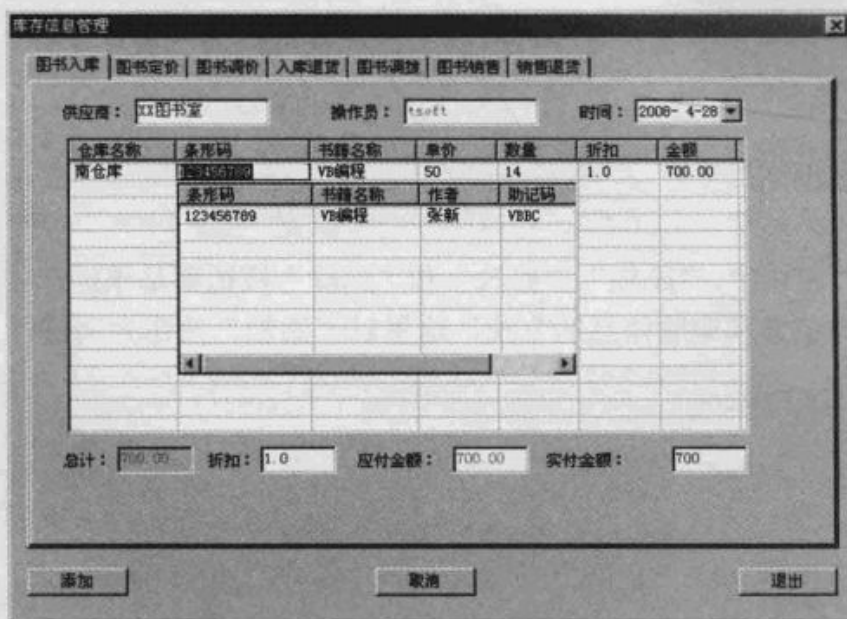 库存信息管理
图书入库 图书定价 图书调价 入库退货 图书调拨 图书销售 销售退货
供应商： XX图书室 操作员： tsoft 时间： 2008- 4-28
仓库名称 条形码 书籍名称 单价 数量 折扣 金额
南仓库 123456789 VB编程 50 14 1.0 700.00
条形码 书籍名称 作者 助记码
123456789 VB编程 张新 VBBC
总计： 700.00 折扣： 1.0 应付金额： 700.00 实付金额： 700
添加 取消 退出